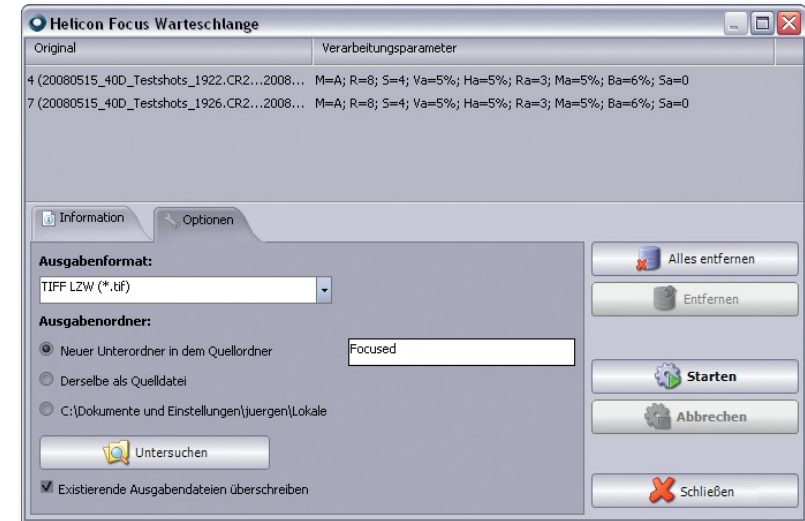 Helicon Focus Warteschlange
Original Verarbeitungsparameter
4 (20080515_40D_Testshots_1922.CR2...2008... M=A; R=8; S=4; Va=5%; Ha=5%; Ra=3; Ma=5%; Ba=6%; Sa=0
7 (20080515_40D_Testshots_1926.CR2...2008... M=A; R=8; S=4; Va=5%; Ha=5%; Ra=3; Ma=5%; Ba=6%; Sa=0
Information Optionen
Ausgabenformat:
TIFF LZW (*.tif)
Ausgabenordner:
Neuer Unterordner in dem Quellordner Focused
Derselbe als Quelldatei
C:\Dokumente und Einstellungen\juergen\Lokale
Untersuchen
Existierende Ausgabendateien überschreiben
Alles entfernen
Entfernen
Starten
Abbrechen
Schließen